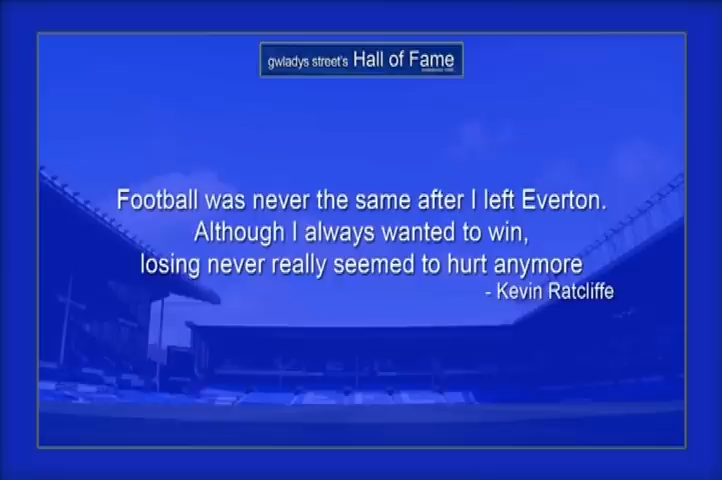 gwladys street's Hall of Fame
Football was never the same after I left Everton.
Although I always wanted to win,
losing never really seemed to hurt anymore
- Kevin Ratcliffe